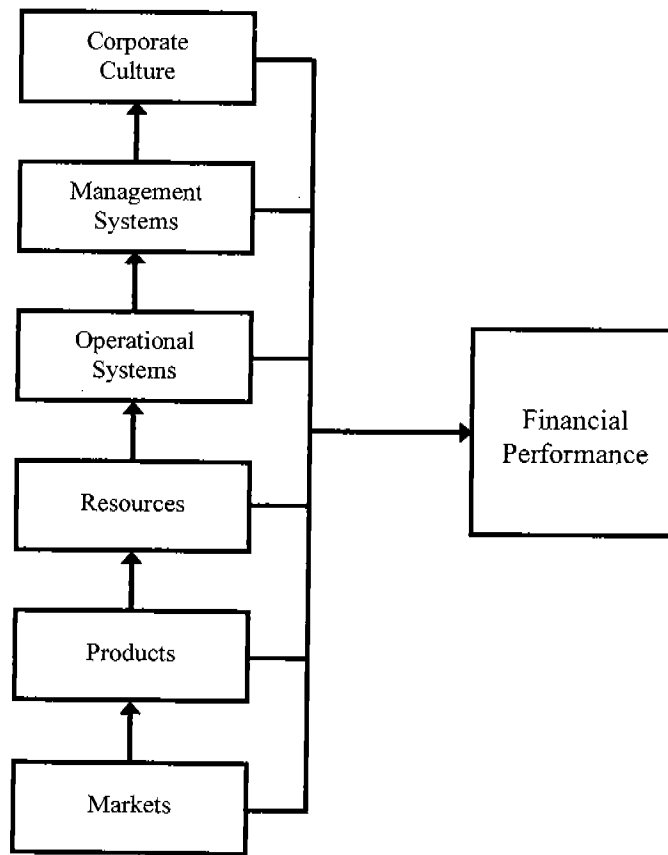 Corporate
Culture
Management
Systems
Operational
Systems
Resources
Products
Markets
Financial
Performance